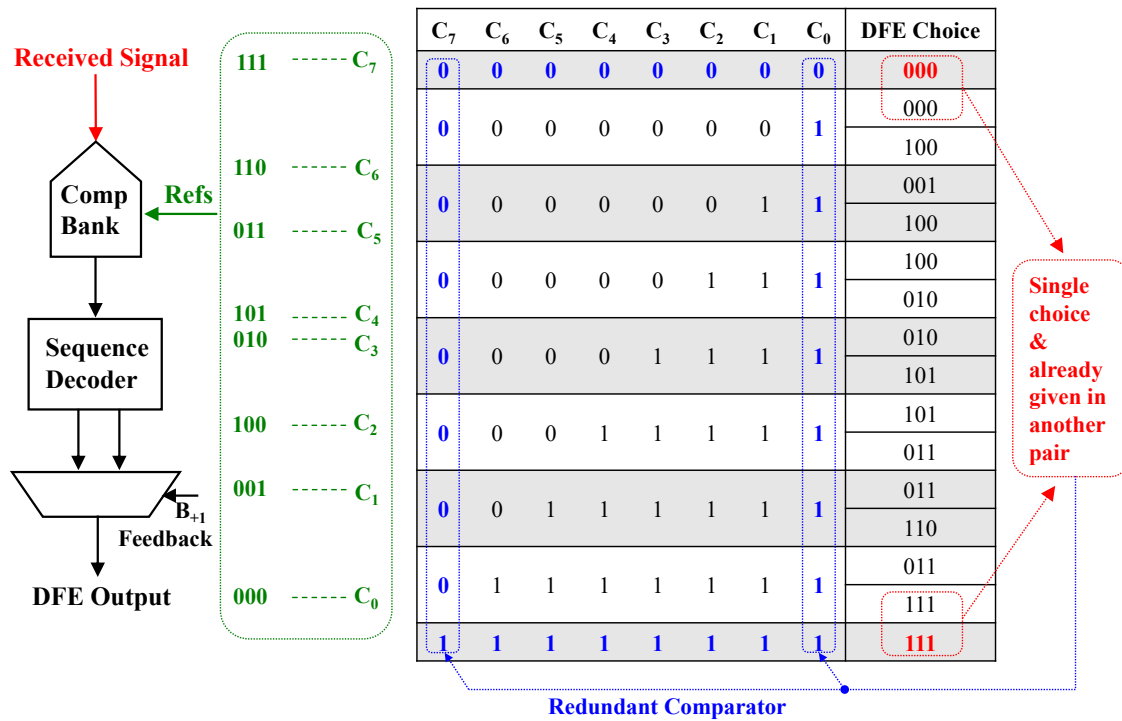 Received Signal
Comp
Bank
Refs
Sequence
Decoder
B₊₁
Feedback
DFE Output
111 ------ C₇
110 ------ C₆
011 ------ C₅
101 ------ C₄
010 ------ C₃
100 ------ C₂
001 ------ C₁
000 ------ C₀
C₇ C₆ C₅ C₄ C₃ C₂ C₁ C₀ DFE Choice
0 0 0 0 0 0 0 0 000
0 0 0 0 0 0 0 1 000
100
0 0 0 0 0 0 1 1 001
100
0 0 0 0 0 1 1 1 100
010
0 0 0 0 1 1 1 1 010
101
0 0 0 1 1 1 1 1 101
011
0 0 1 1 1 1 1 1 011
110
0 1 1 1 1 1 1 1 011
111
1 1 1 1 1 1 1 1 111
Single
choice
&
already
given in
another
pair
Redundant Comparator